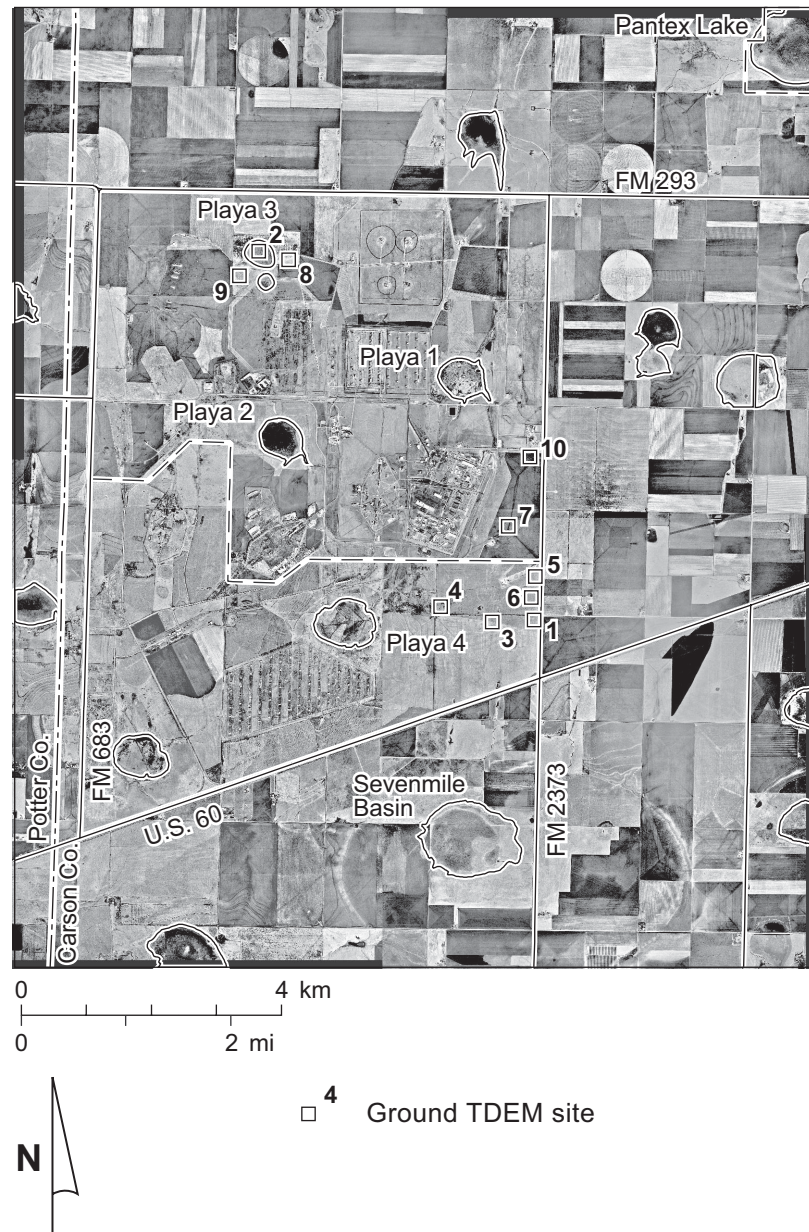 Pantex Lake
FM 293
Playa 3
2
8
9
Playa 1
Playa 2
10
7
5
4
6
Playa 4
3
1
FM 683
Potter Co.
Carson Co.
U.S. 60
Sevenmile
Basin
FM 2373
0 4 km
0 2 mi
N
4
Ground TDEM site